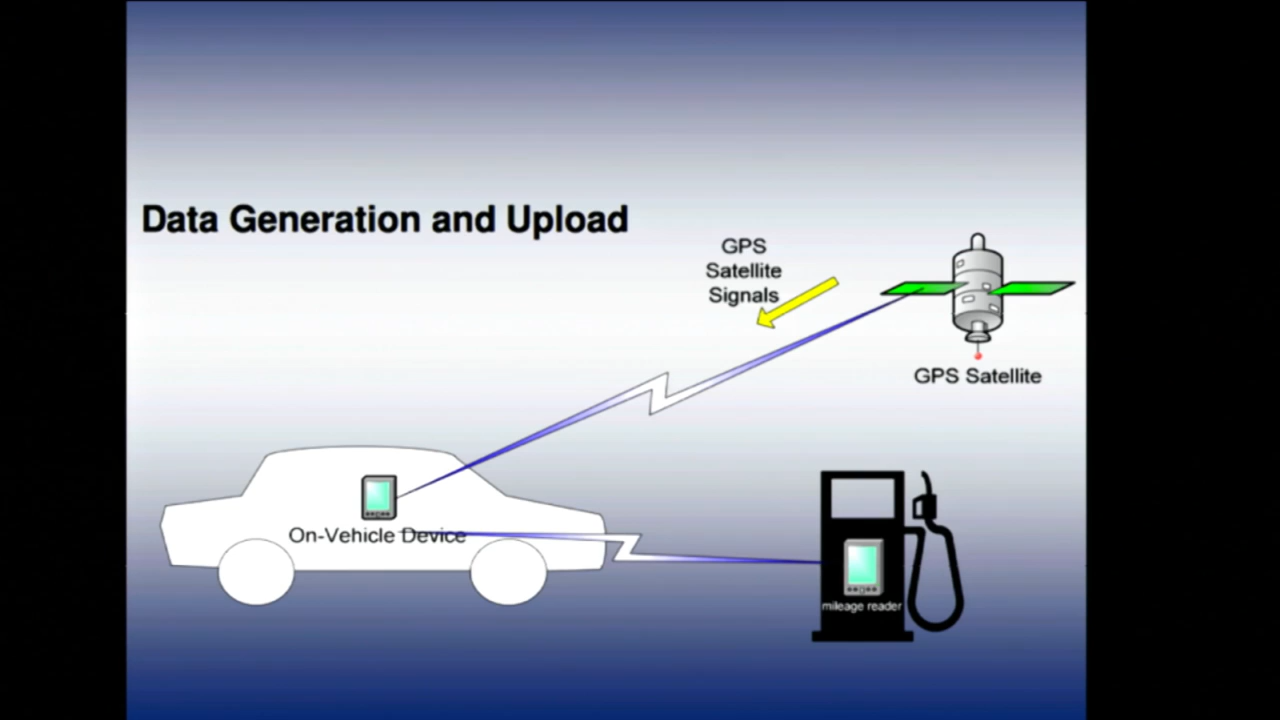 Data Generation and Upload
GPS
Satellite
Signals
GPS Satellite
On-Vehicle Device
mileage reader